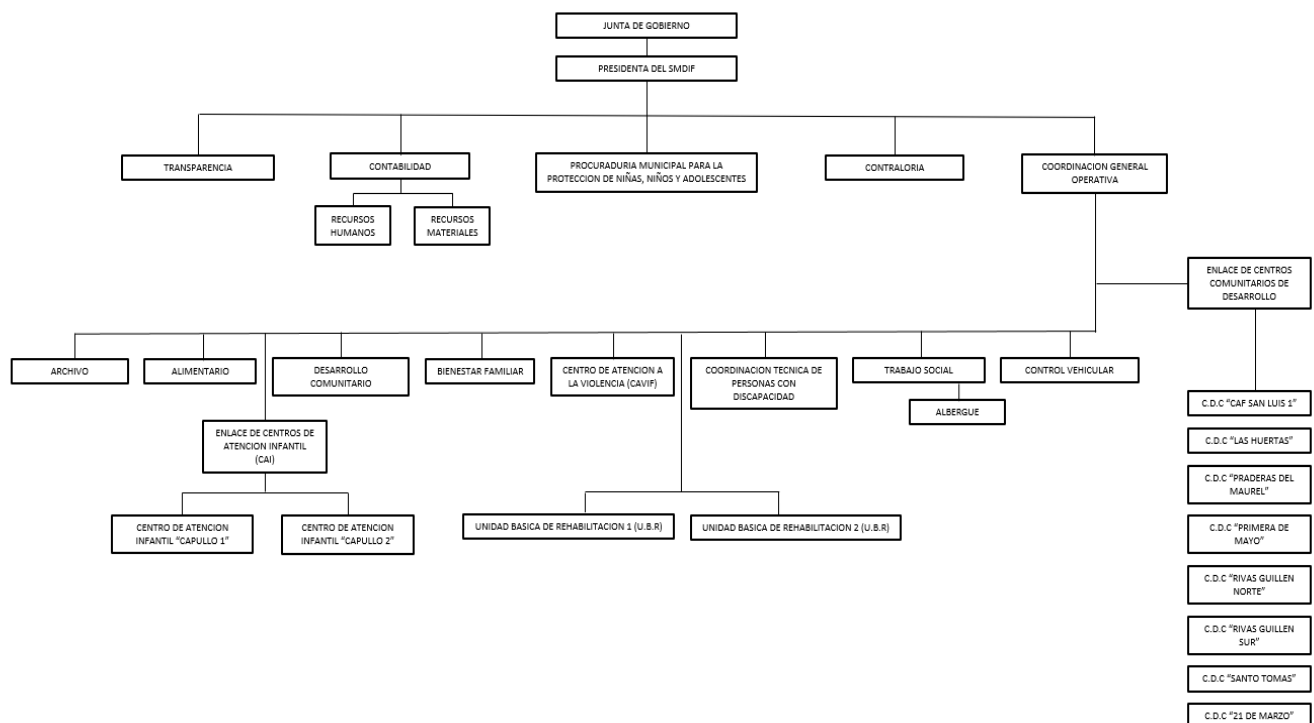 JUNTA DE GOBIERNO
PRESIDENTA DEL SMDIF
TRANSPARENCIA
CONTABILIDAD
PROCURADURIA MUNICIPAL PARA LA
PROTECCION DE NIÑAS, NIÑOS Y ADOLESCENTES
CONTRALORIA
COORDINACION GENERAL
OPERATIVA
RECURSOS
HUMANOS
RECURSOS
MATERIALES
ENLACE DE CENTROS
COMUNITARIOS DE
DESARROLLO
ARCHIVO
ALIMENTARIO
DESARROLLO
COMUNITARIO
BIENESTAR FAMILIAR
CENTRO DE ATENCION A
LA VIOLENCIA (CAVIF)
COORDINACION TECNICA DE
PERSONAS CON
DISCAPACIDAD
TRABAJO SOCIAL
CONTROL VEHICULAR
ALBERGUE
ENLACE DE CENTROS DE
ATENCION INFANTIL
(CAI)
CENTRO DE ATENCION
INFANTIL “CAPULLO 1”
CENTRO DE ATENCION
INFANTIL “CAPULLO 2”
UNIDAD BASICA DE REHABILITACION 1 (U.B.R)
UNIDAD BASICA DE REHABILITACION 2 (U.B.R)
C.D.C “CAF SAN LUIS 1”
C.D.C “LAS HUERTAS”
C.D.C “PRADERAS DEL
MAUREL”
C.D.C “PRIMERA DE
MAYO”
C.D.C “RIVAS GUILLEN
NORTE”
C.D.C “RIVAS GUILLEN
SUR”
C.D.C “SANTO TOMAS”
C.D.C “21 DE MARZO”